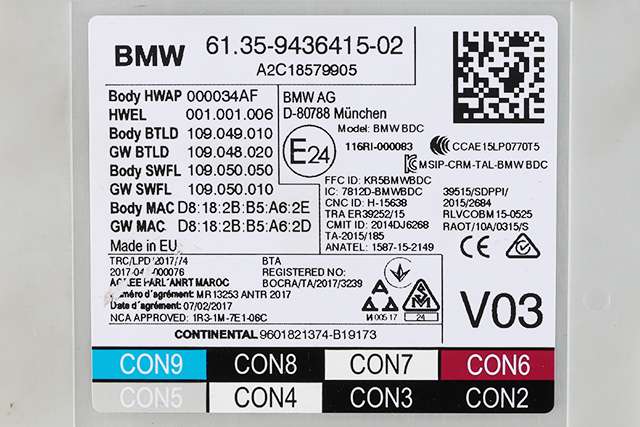 BMW 61.35-9436415-02
A2C18579905
Body HWAP 000034AF
HWEL 001.001.006
Body BTLD 109.049.010
GW BTLD 109.048.020
Body SWFL 109.050.050
GW SWFL 109.050.010
Body MAC D8:18:2B:B5:A6:2E
GW MAC D8:18:2B:B5:A6:2D
Made in EU
BMW AG
D-80788 München
Model: BMW BDC
E24
116RI-000083
CCAE15LP0770T5
MSIP-CRM-TAL-BMW BDC
FFC ID: KR5BMWBDC
IC: 7812D-BMWBDC
CNC ID: H-15638
TRA ER39252/15
CMIT ID: 2014DJ6268
TA-2015/185
ANATEL: 1587-15-2149
39515/SDPPI/
2015/2684
RLVCOBM15-0525
RAOT/10A/0315/S
CE
TRC/LPD 2017/74
0000076
MAROC
MR 13253 ANTR 2017
07/02/2017
NCA APPROVED: 1R3-1M-7E1-06C
BTA
REGISTERED NO:
BOCRA/TA/2017/3239
005 17
24
V03
CONTINENTAL 9601821374-B19173
CON9 CON8 CON7 CON6
CON5 CON4 CON3 CON2